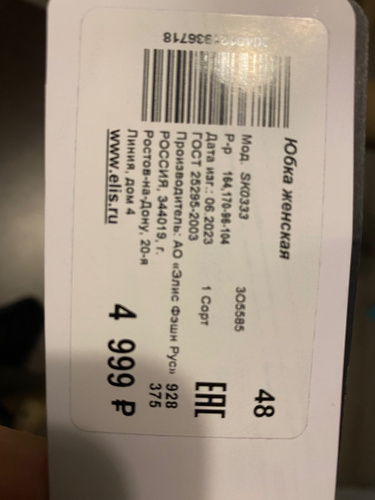 Юбка женская 48
Мод. SK0333 3О5585
Р-р 164,170-96-104
Дата изг.: 06.2023 1 Сорт
ГОСТ 25295-2003 EAC
Производитель: АО «Элис Фэшн Рус» 928
РОССИЯ, 344019, г. 375
Ростов-на-Дону, 20-я
Линия, дом 4
www.elis.ru 4 999 ₽